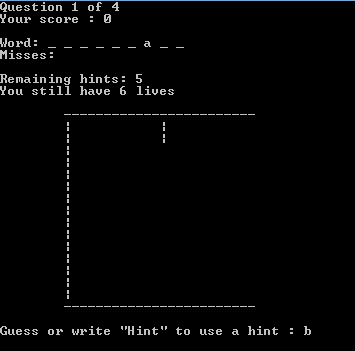 Question 1 of 4
Your score : 0
Word: _ _ _ _ _ _ a _ _
Misses:
Remaining hints: 5
You still have 6 lives
Guess or write "Hint" to use a hint : b